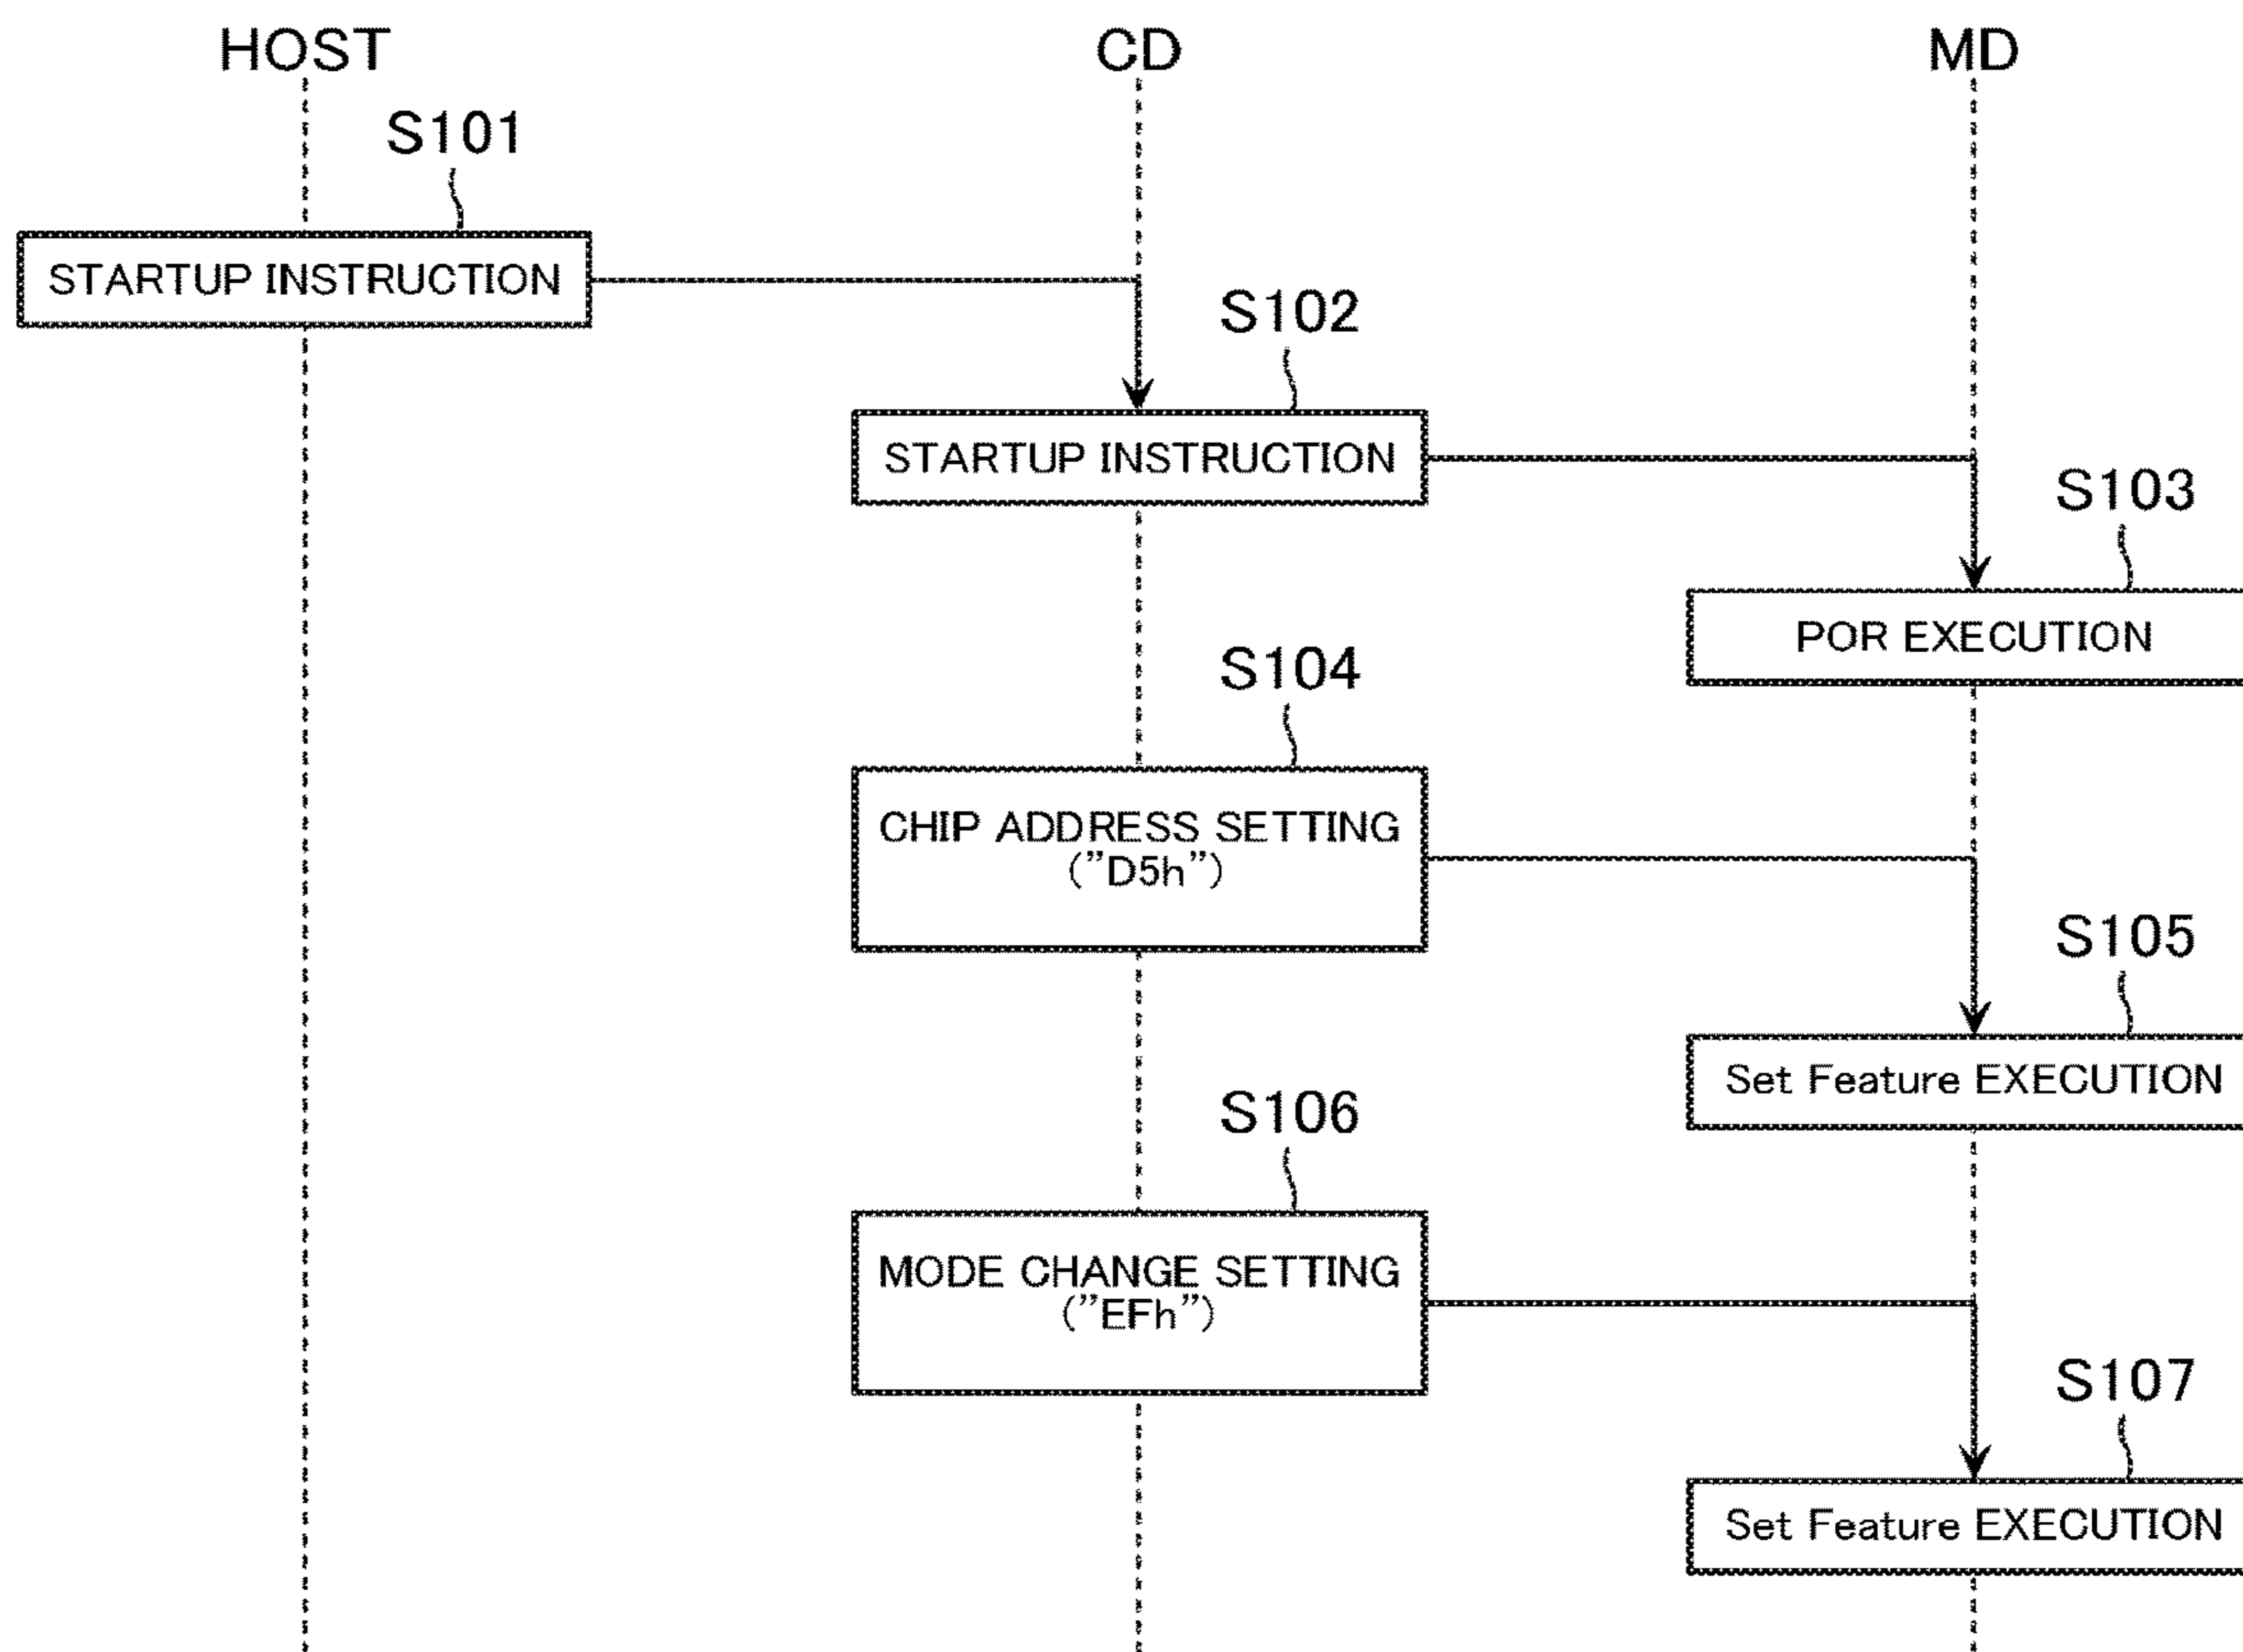 HOST
CD
MD
S101
STARTUP INSTRUCTION
S102
STARTUP INSTRUCTION
S103
POR EXECUTION
S104
CHIP ADDRESS SETTING
(”D5h”)
S105
Set Feature EXECUTION
S106
MODE CHANGE SETTING
(”EFh”)
S107
Set Feature EXECUTION